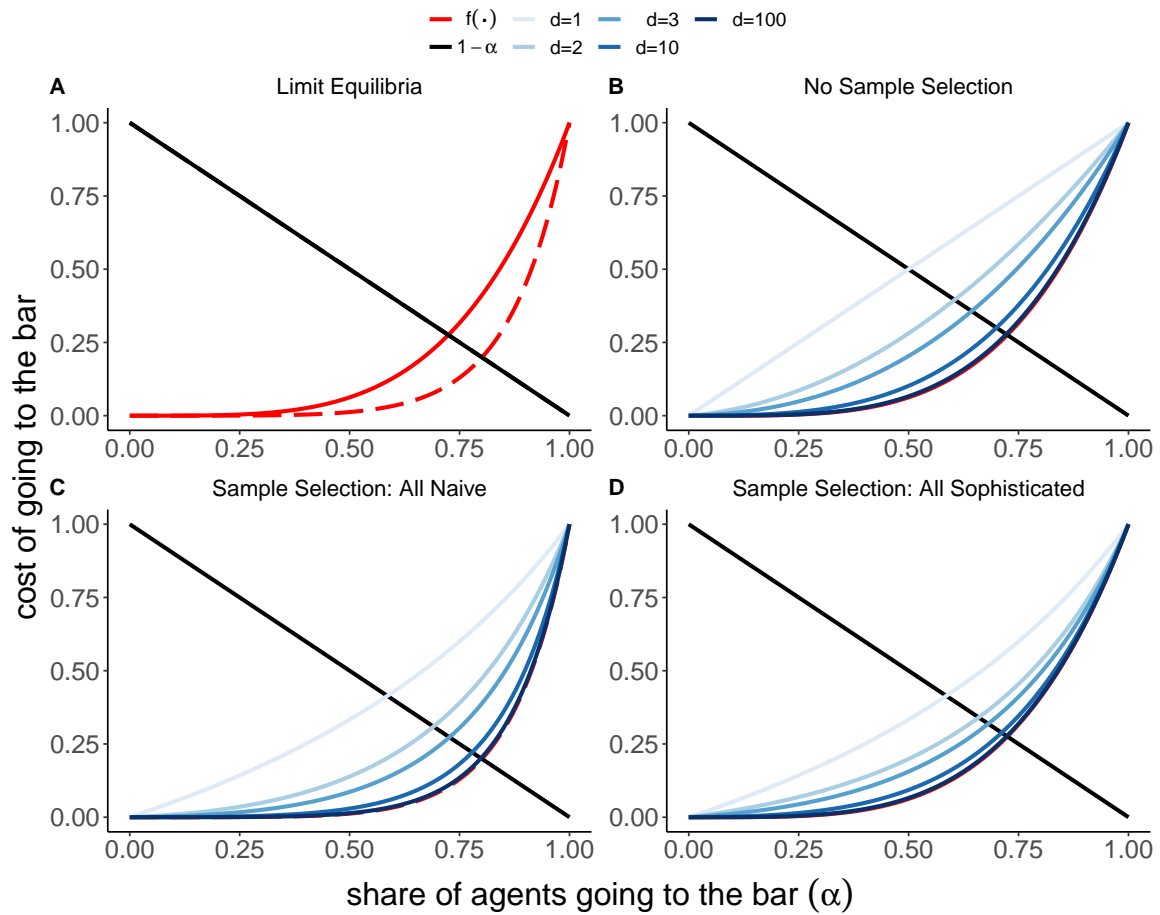 f(·) d=1 d=3 d=100
1−α d=2 d=10
A Limit Equilibria
B No Sample Selection
1.00
0.75
0.50
0.25
0.00
0.00 0.25 0.50 0.75 1.00
1.00
0.75
0.50
0.25
0.00
0.00 0.25 0.50 0.75 1.00
C Sample Selection: All Naive
D Sample Selection: All Sophisticated
1.00
0.75
0.50
0.25
0.00
0.00 0.25 0.50 0.75 1.00
1.00
0.75
0.50
0.25
0.00
0.00 0.25 0.50 0.75 1.00
cost of going to the bar
share of agents going to the bar (α)